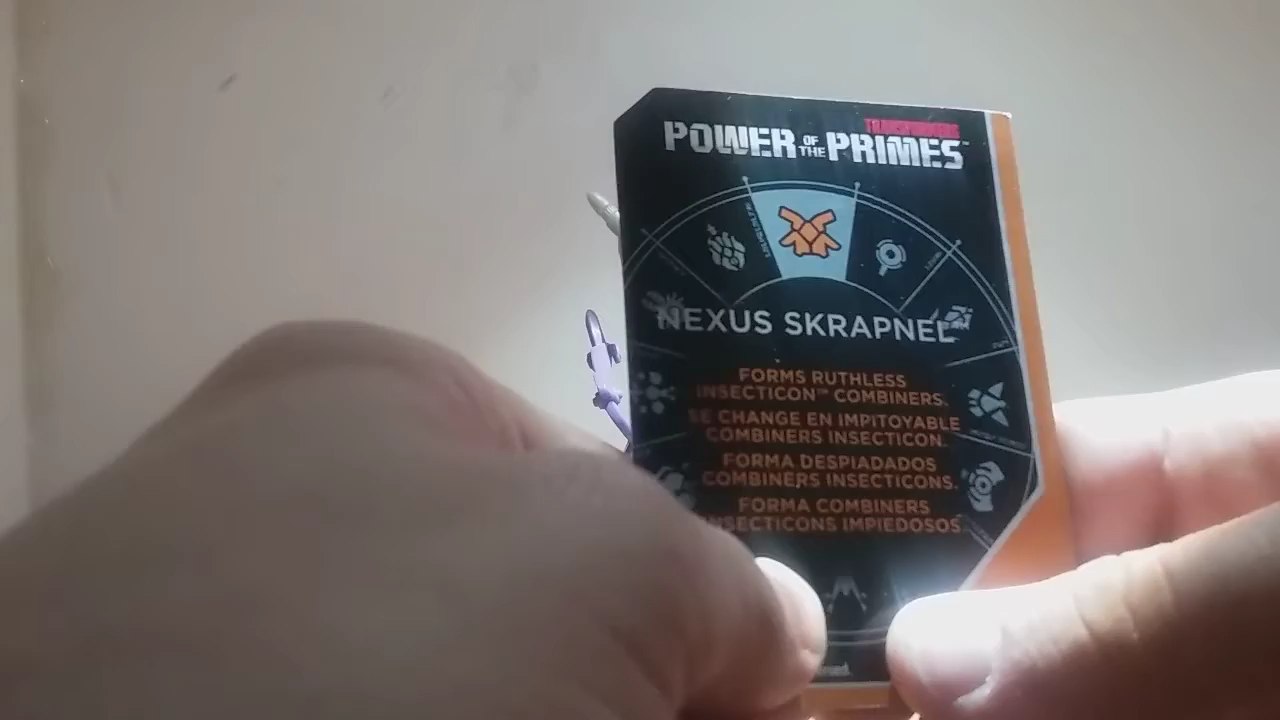 TRANSFORMERS
POWER OF THE PRIMES™
NEXUS SKRAPNEL
FORMS RUTHLESS
INSECTICON™ COMBINERS.
SE CHANGE EN IMPITOYABLE
COMBINERS INSECTICON.
FORMA DESPIADADOS
COMBINERS INSECTICONS.
FORMA COMBINERS
INSECTICONS IMPIEDOSOS.